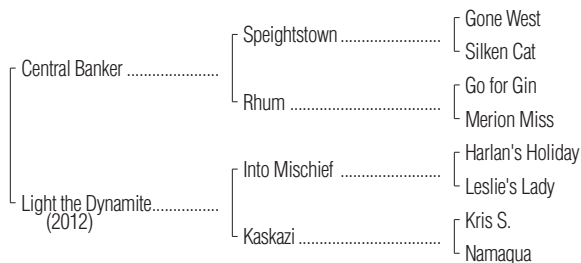 Gone West
Speightstown
Silken Cat
Central Banker
Go for Gin
Rhum
Merion Miss
Harlan's Holiday
Into Mischief
Leslie's Lady
Light the Dynamite
(2012)
Kris S.
Kaskazi
Namaqua